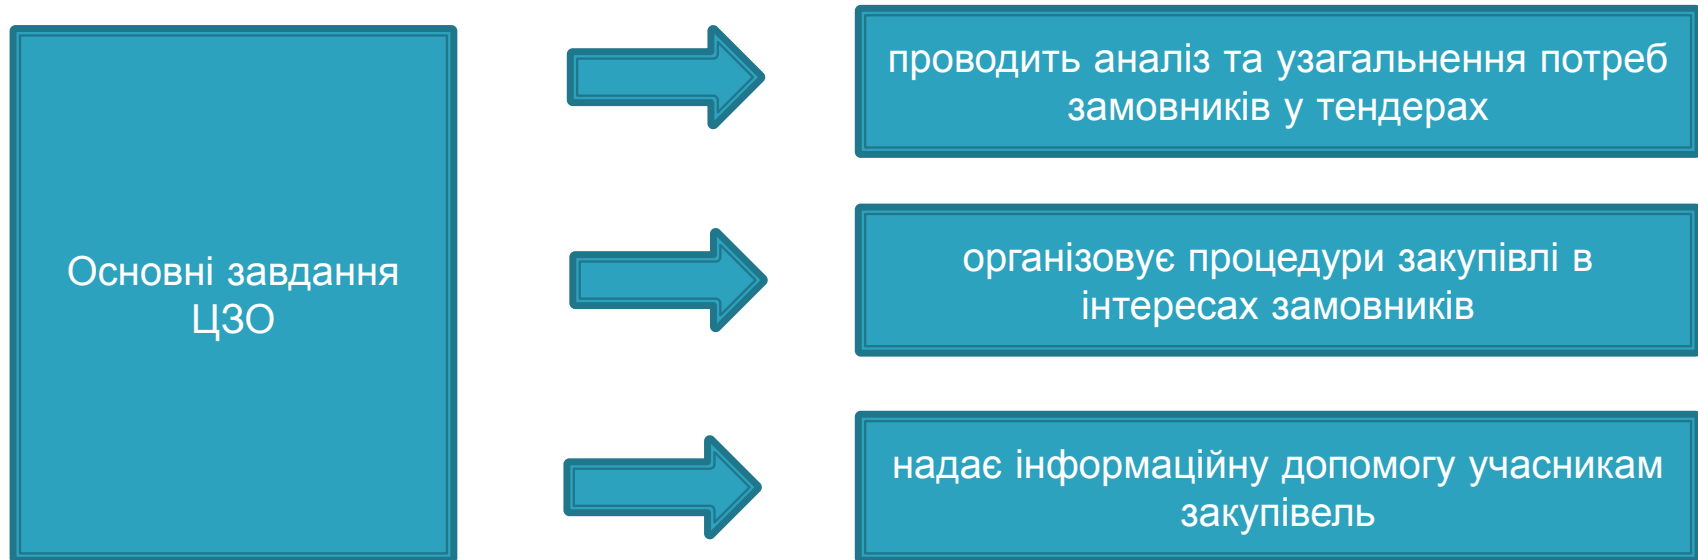 Основні завдання
ЦЗО
проводить аналіз та узагальнення потреб
замовників у тендерах
організовує процедури закупівлі в
інтересах замовників
надає інформаційну допомогу учасникам
закупівель